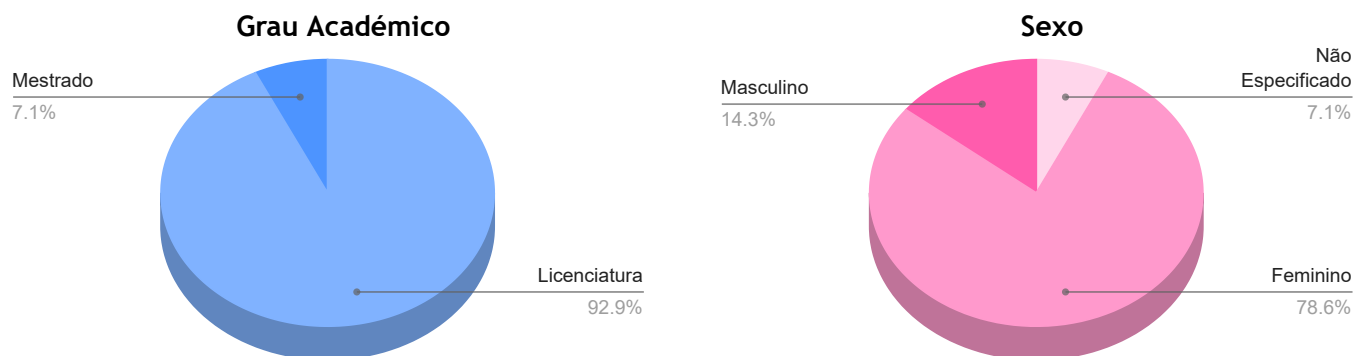 Grau Académico
Mestrado
7.1%
Licenciatura
92.9%
Sexo
Masculino
14.3%
Não
Especificado
7.1%
Feminino
78.6%